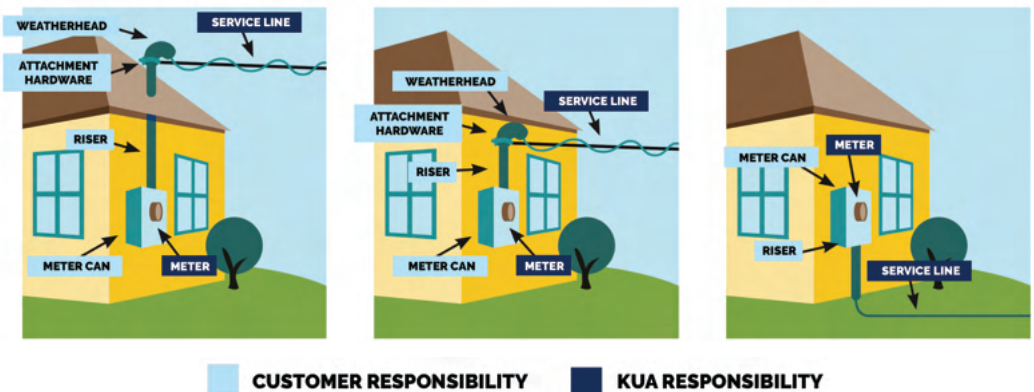 WEATHERHEAD
SERVICE LINE
ATTACHMENT
HARDWARE
RISER
METER CAN
METER
WEATHERHEAD
SERVICE LINE
ATTACHMENT
HARDWARE
RISER
METER CAN
METER
METER
METER CAN
RISER
SERVICE LINE
CUSTOMER RESPONSIBILITY
KUA RESPONSIBILITY